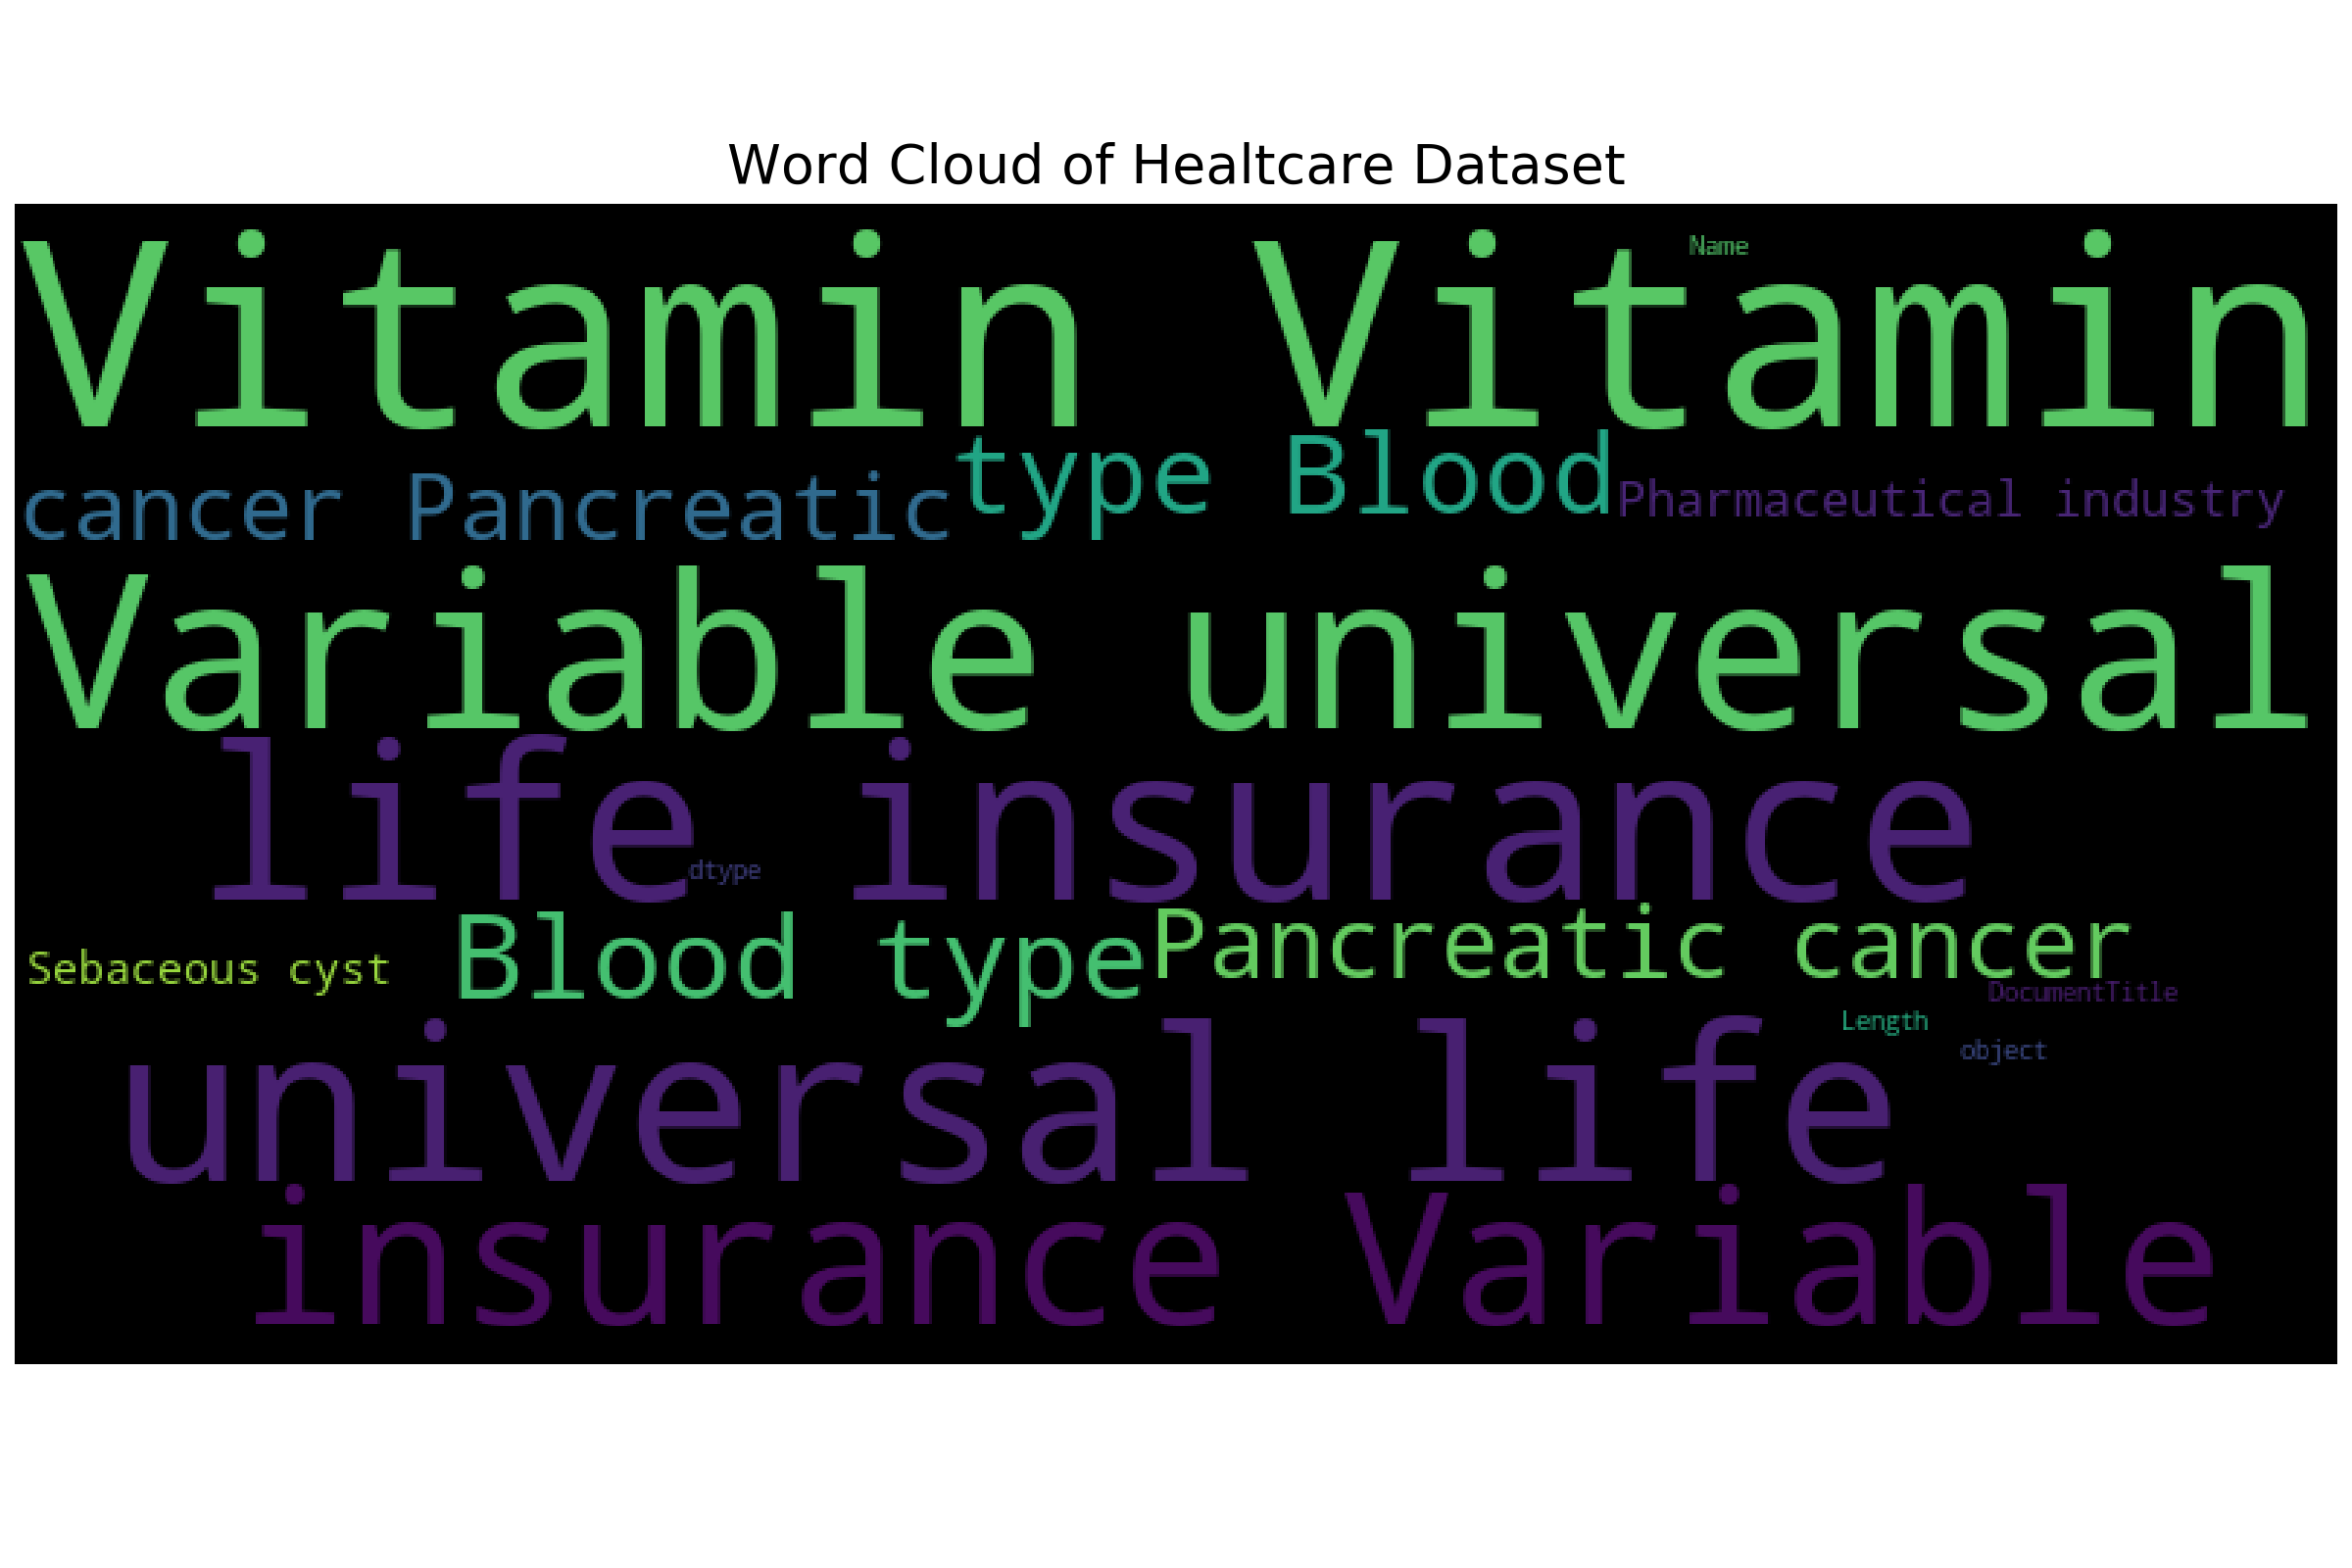 Word Cloud of Healtcare Dataset
Vitamin Vitamin
Name
type Blood
cancer Pancreatic
Pharmaceutical industry
Variable universal
life insurance
dtype
Blood type
Pancreatic cancer
Sebaceous cyst
DocumentTitle
Length
object
universal life
insurance Variable